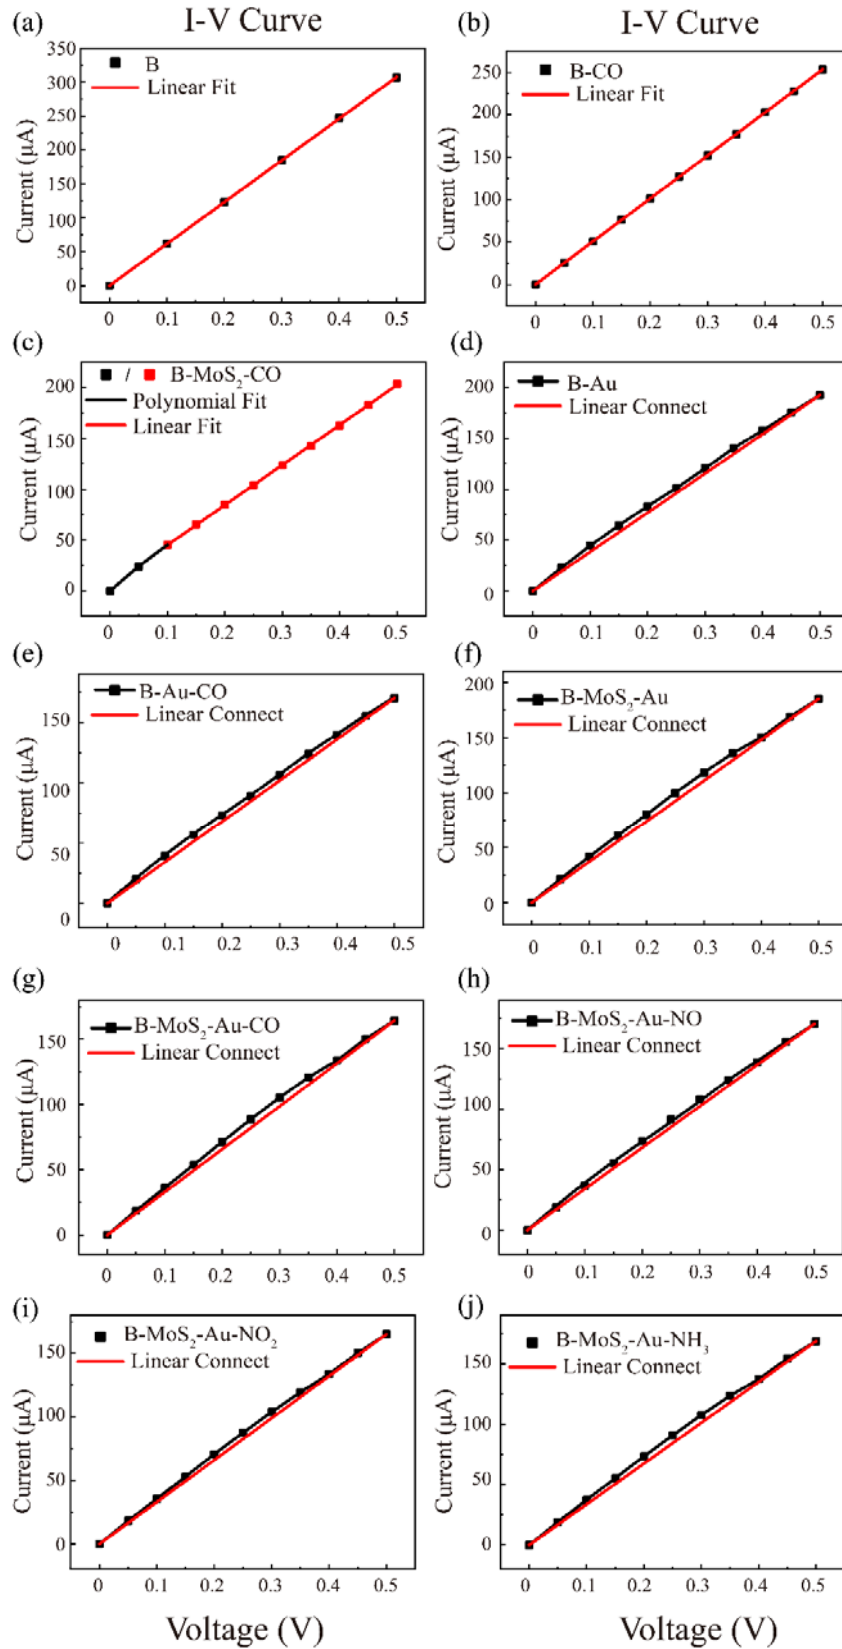 (a) I-V Curve
B
Linear Fit
Current (μA)
350
300
250
200
150
100
50
0
0 0.1 0.2 0.3 0.4 0.5
(b) I-V Curve
B-CO
Linear Fit
Current (μA)
250
200
150
100
50
0
0 0.1 0.2 0.3 0.4 0.5
(c)
/ B-MoS₂-CO
Polynomial Fit
Linear Fit
Current (μA)
200
150
100
50
0
0 0.1 0.2 0.3 0.4 0.5
(d)
B-Au
Linear Connect
Current (μA)
200
150
100
50
0
0 0.1 0.2 0.3 0.4 0.5
(e)
B-Au-CO
Linear Connect
Current (μA)
150
100
50
0
0 0.1 0.2 0.3 0.4 0.5
(f)
B-MoS₂-Au
Linear Connect
Current (μA)
200
150
100
50
0
0 0.1 0.2 0.3 0.4 0.5
(g)
B-MoS₂-Au-CO
Linear Connect
Current (μA)
150
100
50
0
0 0.1 0.2 0.3 0.4 0.5
(h)
B-MoS₂-Au-NO
Linear Connect
Current (μA)
150
100
50
0
0 0.1 0.2 0.3 0.4 0.5
(i)
B-MoS₂-Au-NO₂
Linear Connect
Current (μA)
150
100
50
0
0 0.1 0.2 0.3 0.4 0.5
Voltage (V)
(j)
B-MoS₂-Au-NH₃
Linear Connect
Current (μA)
150
100
50
0
0 0.1 0.2 0.3 0.4 0.5
Voltage (V)